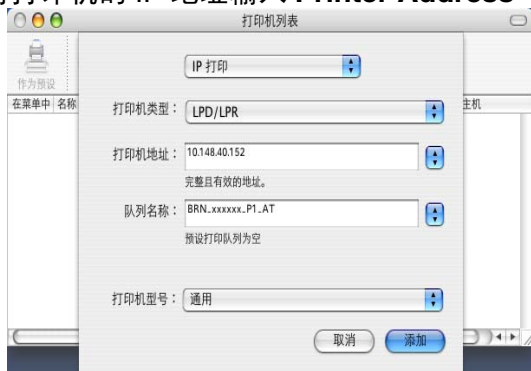 打印机的 IP 地址输入 Printer Address
打印机列表
作为预设
在菜单中 名称
主机
IP 打印
打印机类型： LPD/LPR
打印机地址： 10.148.40.152
完整且有效的地址。
队列名称： BRN_xxxxxx_P1_AT
预设打印队列为空
打印机型号： 通用
取消 添加